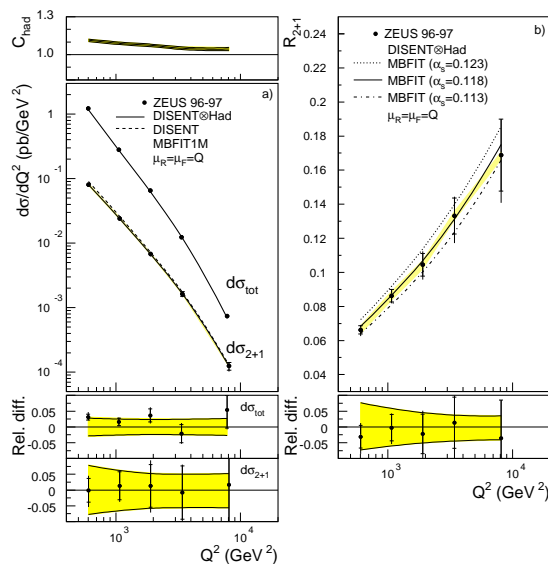 C_had
1.3
1.0
a)
ZEUS 96-97
DISENT⊗Had
DISENT
MBFIT1M
μ_R=μ_F=Q
dσ/dQ² (pb/GeV²)
1
10⁻¹
10⁻²
10⁻³
10⁻⁴
dσ_tot
dσ_2+1
Rel. diff.
0.05
0
-0.05
dσ_tot
0.05
0
-0.05
dσ_2+1
10³
10⁴
Q² (GeV²)
R_2+1
b)
ZEUS 96-97
DISENT⊗Had
MBFIT (α_s=0.123)
MBFIT (α_s=0.118)
MBFIT (α_s=0.113)
μ_R=μ_F=Q
0.24
0.22
0.2
0.18
0.16
0.14
0.12
0.1
0.08
0.06
0.04
Rel. diff.
0.05
0
-0.05
10³
10⁴
Q² (GeV²)